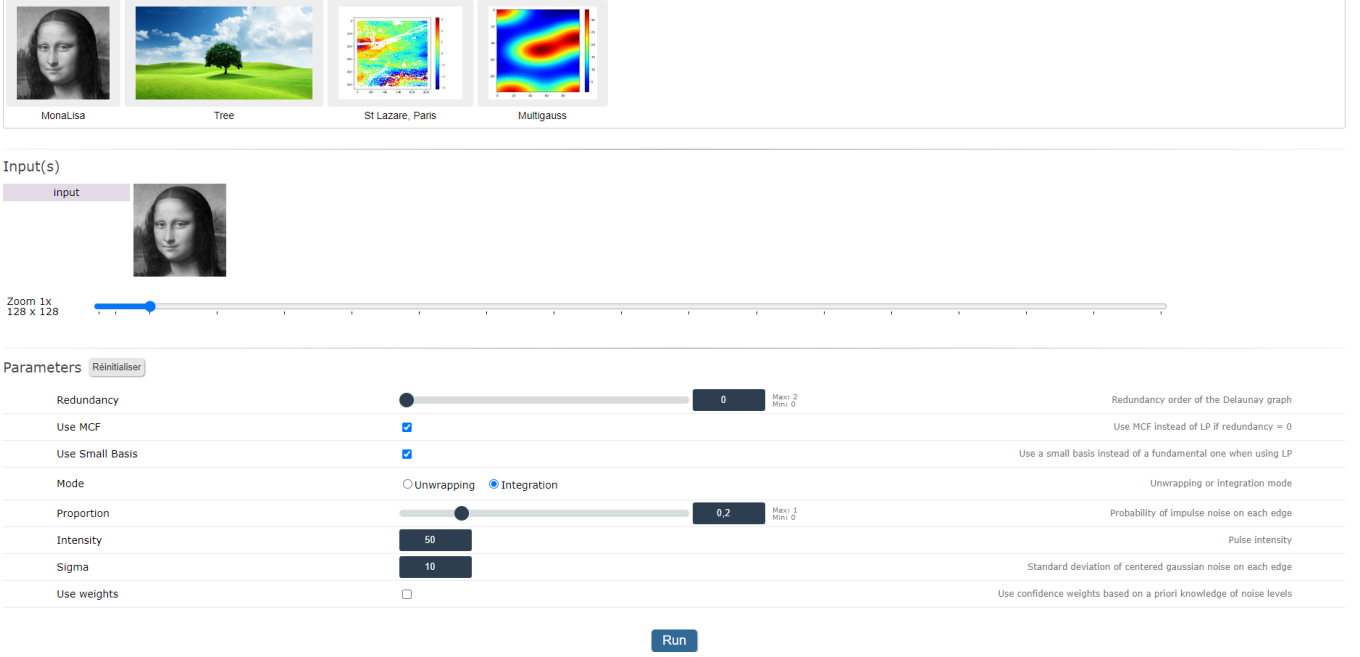 MonaLisa
Tree
St Lazare, Paris
Multigauss
Input(s)
input
Zoom 1x
128 x 128
Parameters Réinitialiser
Redundancy 0 Max: 2 Min: 0 Redundancy order of the Delaunay graph
Use MCF Use MCF instead of LP if redundancy = 0
Use Small Basis Use a small basis instead of a fundamental one when using LP
Mode Unwrapping Integration Unwrapping or integration mode
Proportion 0,2 Max: 1 Min: 0 Probability of impulse noise on each edge
Intensity 50 Pulse intensity
Sigma 10 Standard deviation of centered gaussian noise on each edge
Use weights Use confidence weights based on a priori knowledge of noise levels
Run